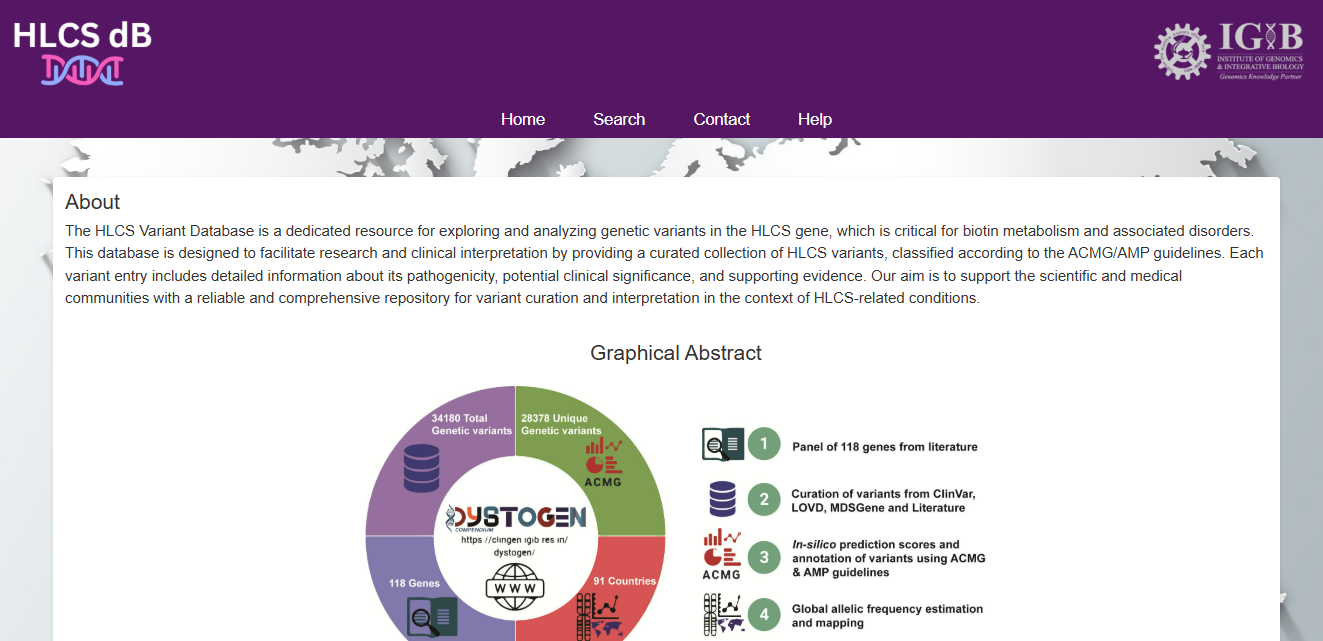 HLCS dB
IGIB
INSTITUTE OF GENOMICS
& INTEGRATIVE BIOLOGY
Genomics Knowledge Partner
Home Search Contact Help
About
The HLCS Variant Database is a dedicated resource for exploring and analyzing genetic variants in the HLCS gene, which is critical for biotin metabolism and associated disorders.
This database is designed to facilitate research and clinical interpretation by providing a curated collection of HLCS variants, classified according to the ACMG/AMP guidelines. Each
variant entry includes detailed information about its pathogenicity, potential clinical significance, and supporting evidence. Our aim is to support the scientific and medical
communities with a reliable and comprehensive repository for variant curation and interpretation in the context of HLCS-related conditions.
Graphical Abstract
34180 Total
Genetic variants
28378 Unique
Genetic variants
ACMG
DYSTOGEN
COMPENDIUM
https://clingen.igib.res.in/
dystogen/
WWW
118 Genes
91 Countries
1 Panel of 118 genes from literature
2 Curation of variants from ClinVar,
LOVD, MDSGene and Literature
ACMG
3 In-silico prediction scores and
annotation of variants using ACMG
& AMP guidelines
4 Global allelic frequency estimation
and mapping